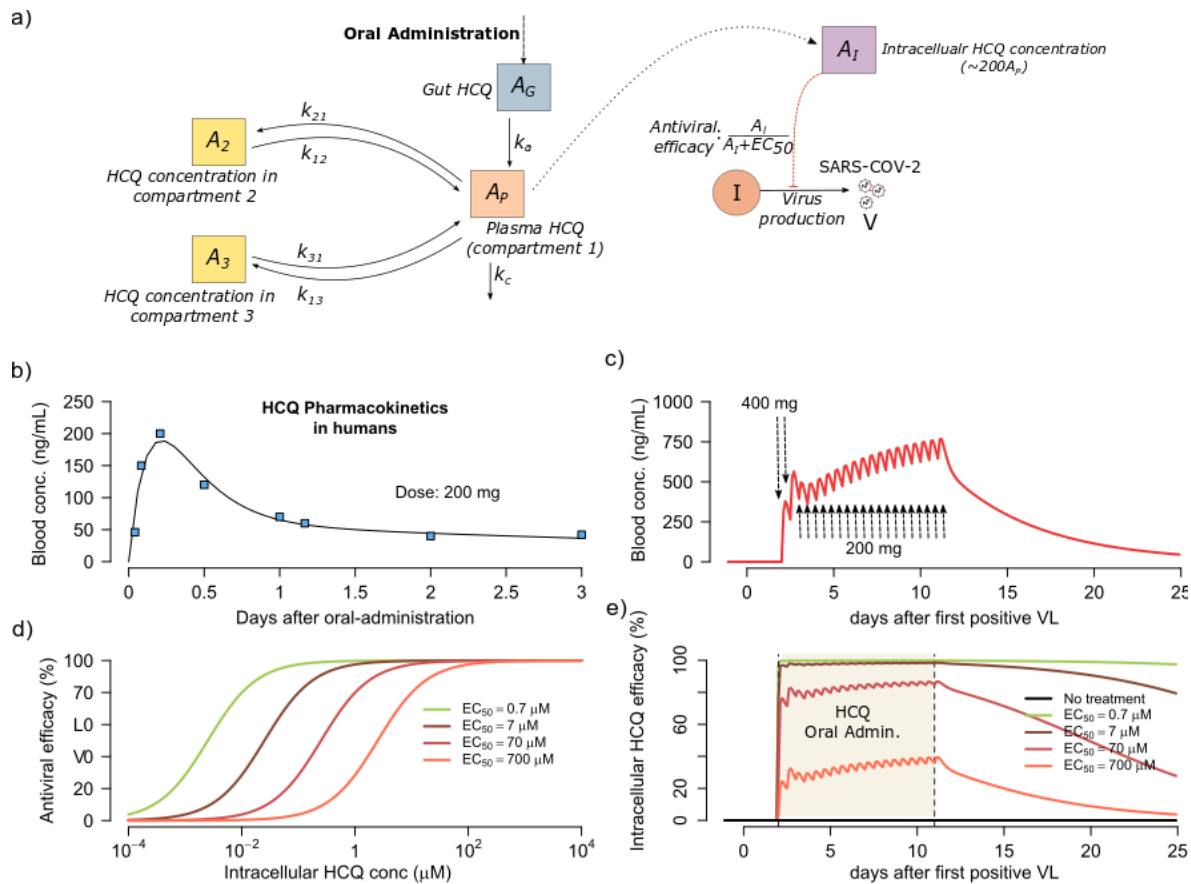 a)
Oral Administration
Gut HCQ
A_G
A_I
Intracellualr HCQ concentration
(~200A_P)
k_21
k_12
k_a
A_2
HCQ concentration in
compartment 2
Antiviral
efficacy
A_I
A_I+EC_50
A_P
Plasma HCQ
(compartment 1)
I
SARS-COV-2
Virus
production
V
A_3
HCQ concentration in
compartment 3
k_31
k_13
k_c
b)
HCQ Pharmacokinetics
in humans
Dose: 200 mg
Blood conc. (ng/mL)
250
200
150
100
50
0
0 0.5 1.0 1.5 2.0 2.5 3
Days after oral-administration
c)
400 mg
200 mg
Blood conc. (ng/mL)
1000
750
500
250
0
0 5 10 15 20 25
days after first positive VL
d)
Antiviral efficacy (%)
100
70
L0
V0
20
0
EC50 = 0.7 μM
EC50 = 7 μM
EC50 = 70 μM
EC50 = 700 μM
10−4 10−2 1 102 104
Intracellular HCQ conc (μM)
e)
Intracellular HCQ efficacy (%)
100
60
20
0
HCQ
Oral Admin.
No treatment
EC50 = 0.7 μM
EC50 = 7 μM
EC50 = 70 μM
EC50 = 700 μM
0 5 10 15 20 25
days after first positive VL